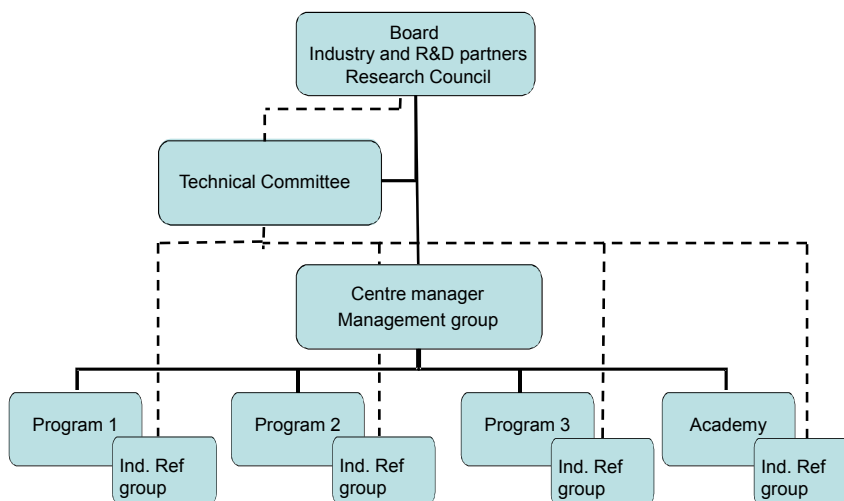 Board
Industry and R&D partners
Research Council
Technical Committee
Centre manager
Management group
Program 1
Ind. Ref
group
Program 2
Ind. Ref
group
Program 3
Ind. Ref
group
Academy
Ind. Ref
group